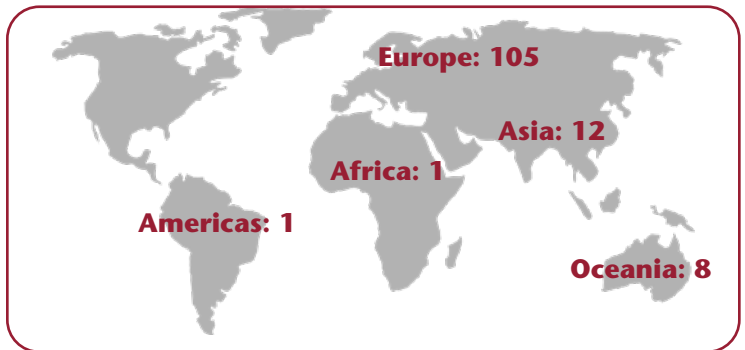 Europe: 105
Asia: 12
Africa: 1
Americas: 1
Oceania: 8